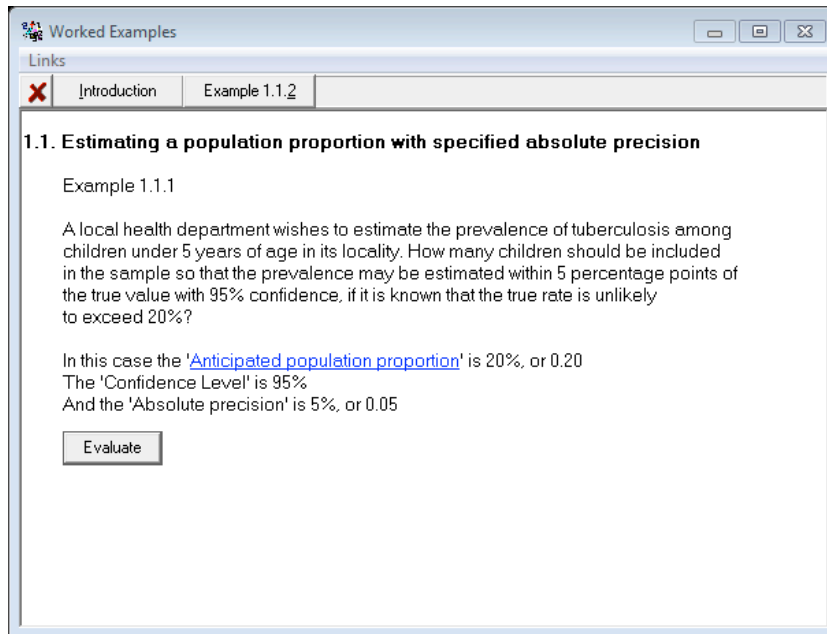 Worked Examples
Links
Introduction Example 1.1.2
1.1. Estimating a population proportion with specified absolute precision
Example 1.1.1
A local health department wishes to estimate the prevalence of tuberculosis among
children under 5 years of age in its locality. How many children should be included
in the sample so that the prevalence may be estimated within 5 percentage points of
the true value with 95% confidence, if it is known that the true rate is unlikely
to exceed 20%?
In this case the 'Anticipated population proportion' is 20%, or 0.20
The 'Confidence Level' is 95%
And the 'Absolute precision' is 5%, or 0.05
Evaluate